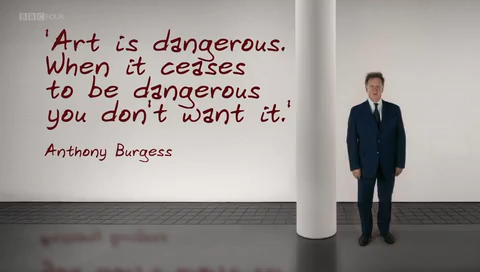 BBC FOUR
'Art is dangerous.
When it ceases
to be dangerous
you don't want it.'
Anthony Burgess